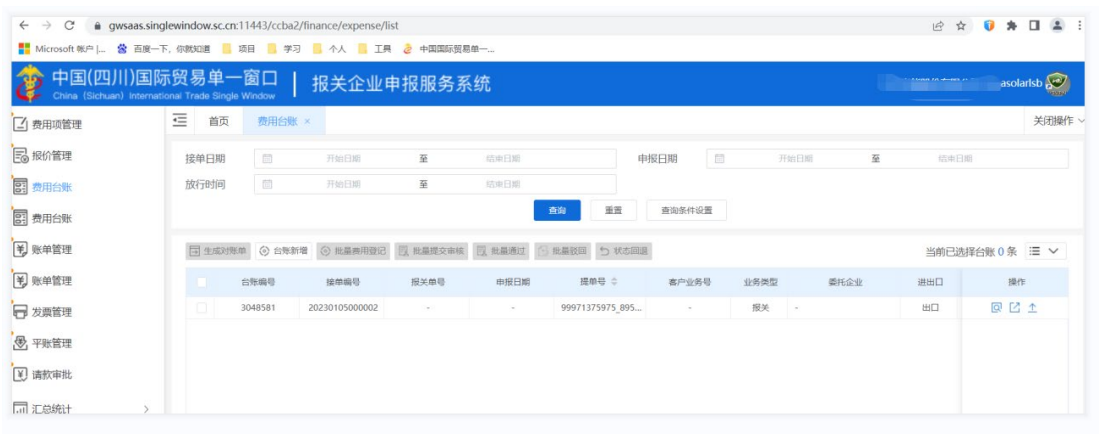 gwsaas.singlewindow.sc.cn:11443/ccba2/finance/expense/list
Microsoft 帐户 |... 百度一下，你就知道 项目 学习 个人 工具 中国国际贸易单一...
中国(四川)国际贸易单一窗口 报关企业申报服务系统
China (Sichuan) International Trade Single Window
asolarlsb
费用项管理
报价管理
费用台账
费用台账
账单管理
账单管理
发票管理
平账管理
请款审批
汇总统计
首页 费用台账 × 关闭操作
接单日期 开始日期 至 结束日期 申报日期 开始日期 至 结束日期
放行时间 开始日期 至 结束日期
查询 重置 查询条件设置
生成对账单 台账新增 批量费用登记 批量提交审核 批量通过 批量驳回 状态回退 当前已选择台账 0 条
台账编号 接单编号 报关单号 申报日期 提单号 客户业务号 业务类型 委托企业 进出口 操作
3048581 20230105000002 - - 99971375975_895... - 报关 - 出口